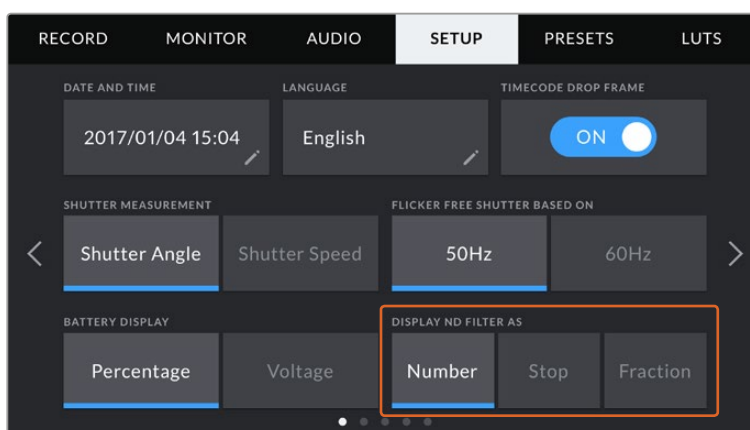 RECORD MONITOR AUDIO SETUP PRESETS LUTS
DATE AND TIME LANGUAGE TIMECODE DROP FRAME
2017/01/04 15:04 English ON
SHUTTER MEASUREMENT FLICKER FREE SHUTTER BASED ON
Shutter Angle Shutter Speed 50Hz 60Hz
BATTERY DISPLAY DISPLAY ND FILTER AS
Percentage Voltage Number Stop Fraction